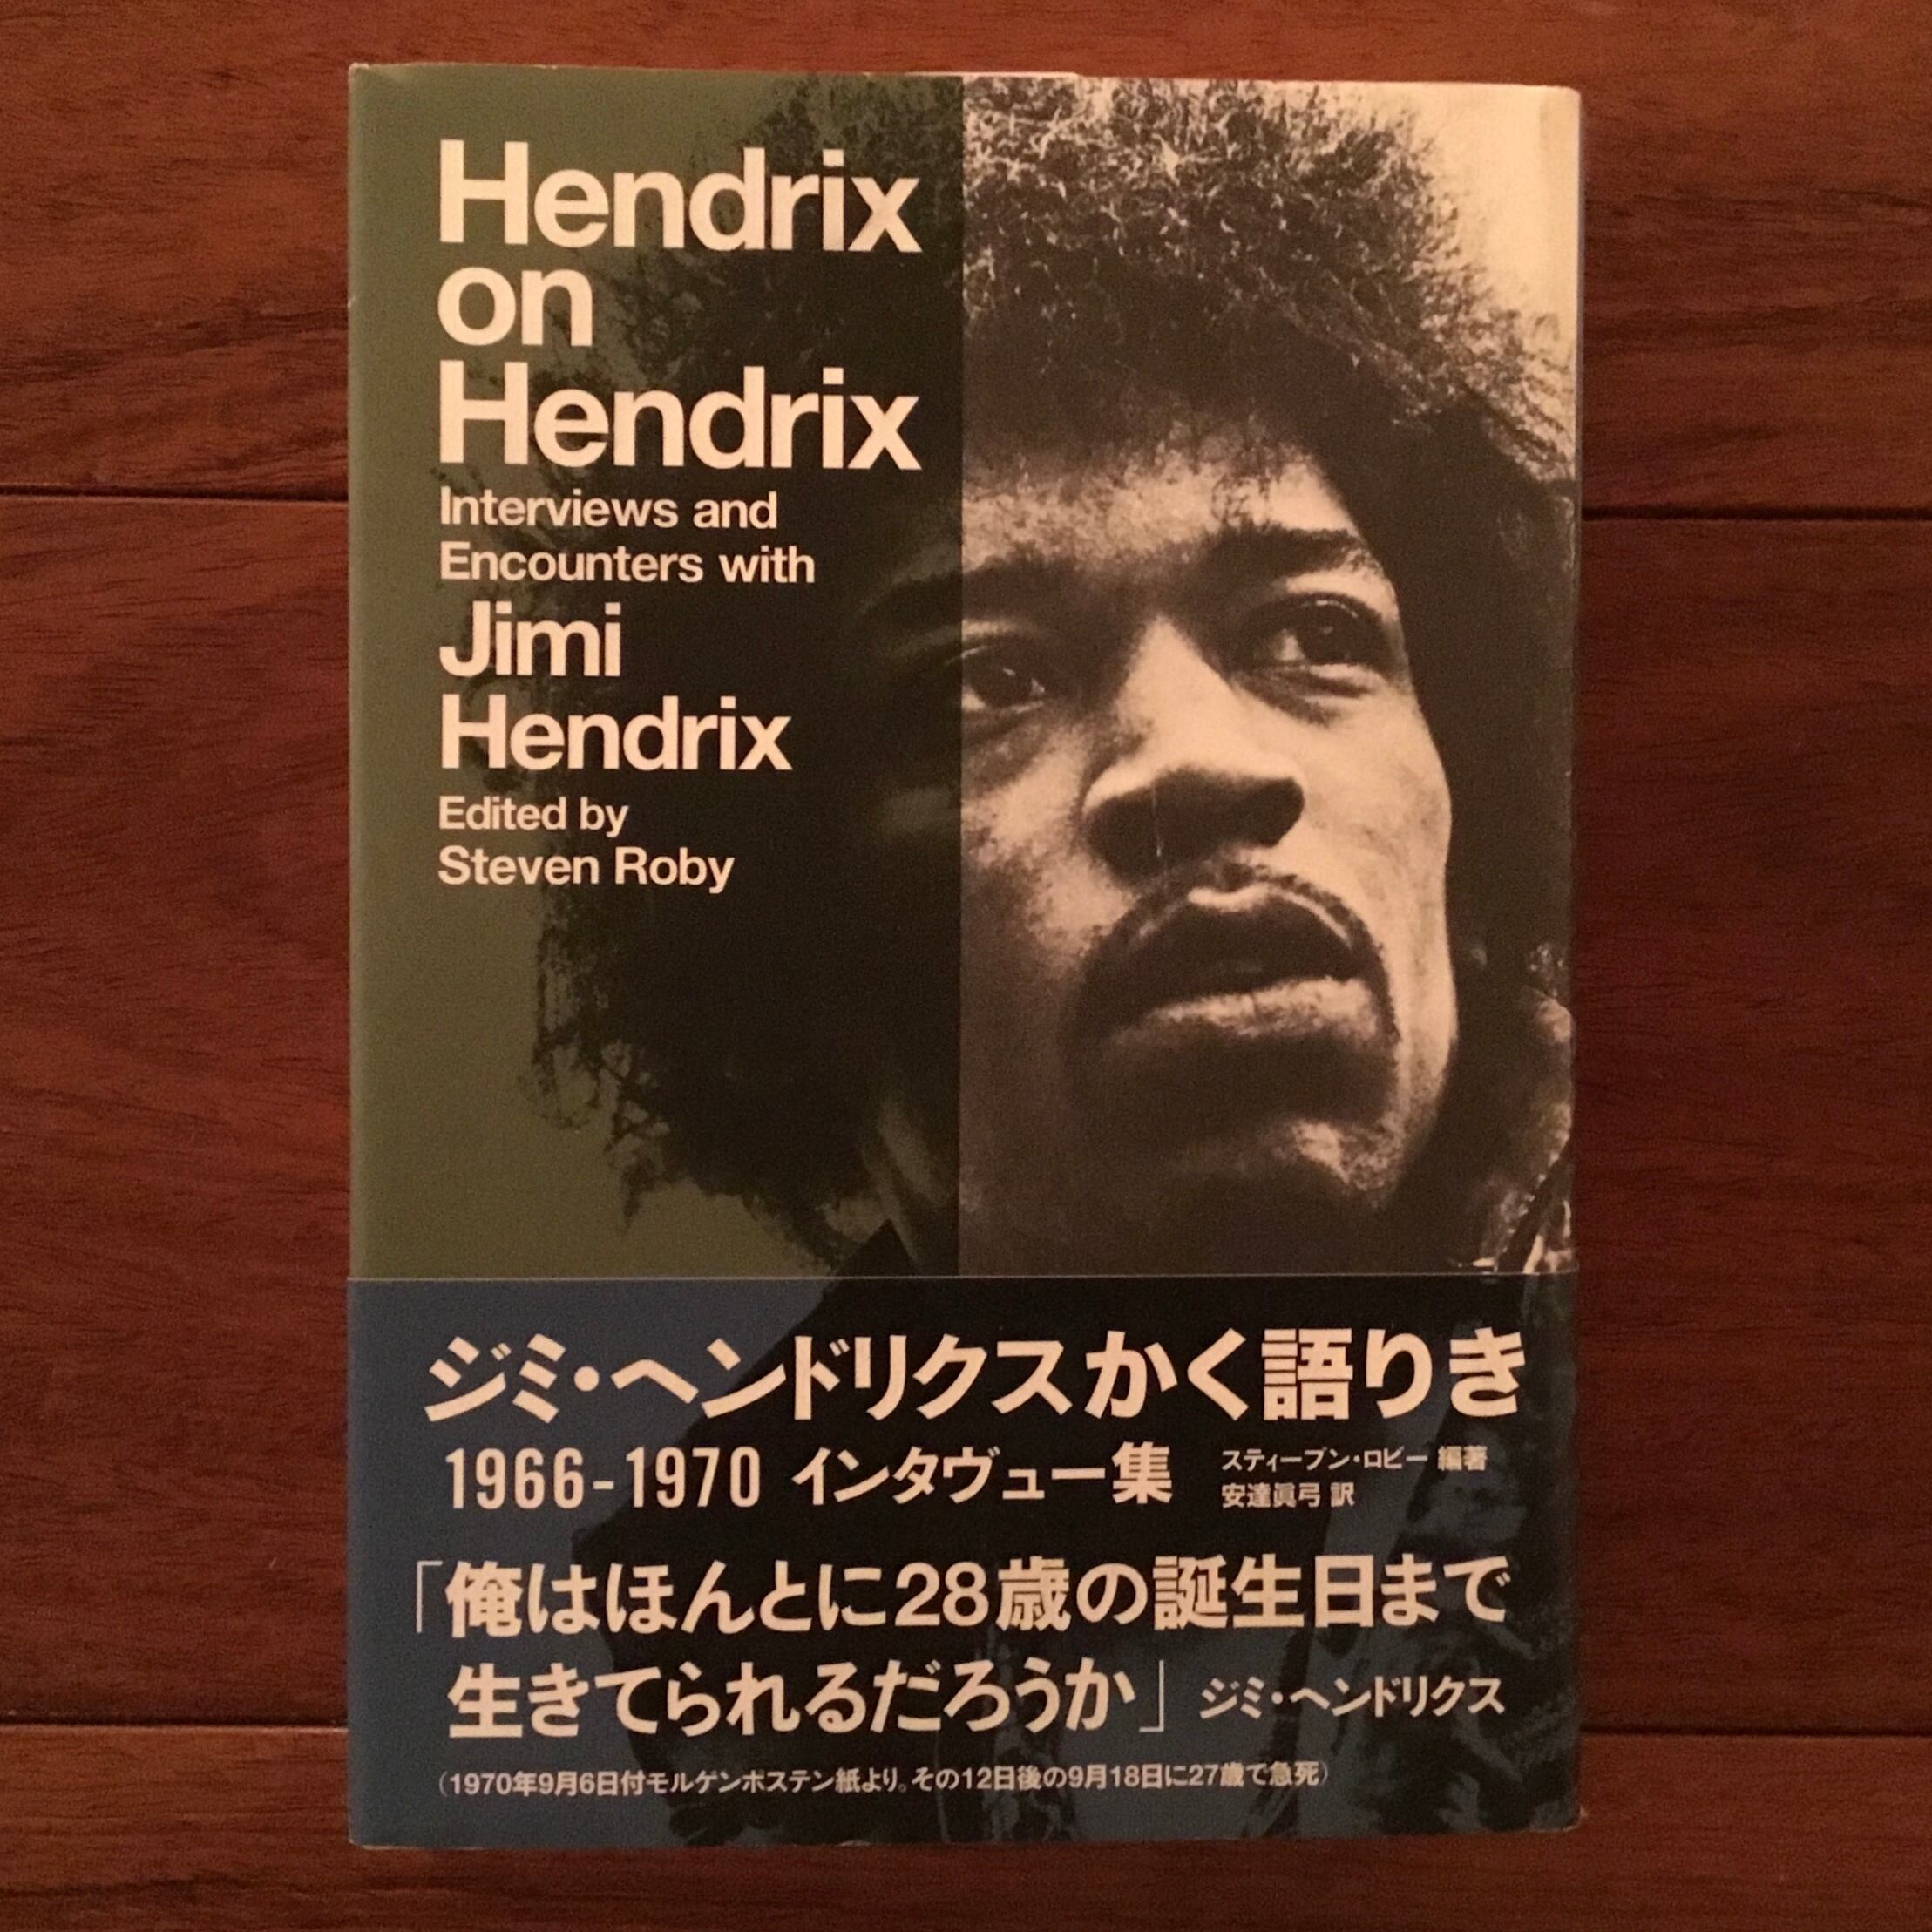 Hendrix
on
Hendrix
Interviews and
Encounters with
Jimi
Hendrix
Edited by
Steven Roby
ジミ・ヘンドリクスかく語りき
1966-1970 インタヴュー集
スティーブン・ロビー 編著
安達眞弓 訳
「俺はほんとに28歳の誕生日まで
生きてられるだろうか」ジミ・ヘンドリクス
(1970年9月6日付モルゲンポステン紙より。その12日後の9月18日に27歳で急死)